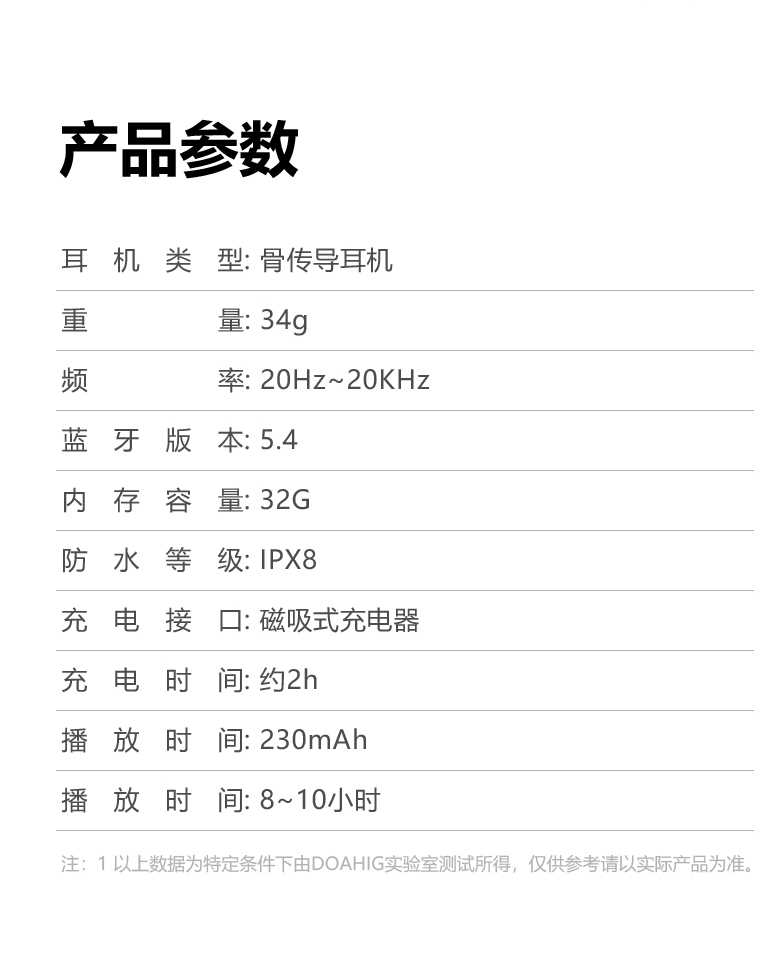 产品参数
耳机类型: 骨传导耳机
重量: 34g
频率: 20Hz~20KHz
蓝牙版本: 5.4
内存容量: 32G
防水等级: IPX8
充电接口: 磁吸式充电器
充电时间: 约2h
播放时间: 230mAh
播放时间: 8~10小时
注：1 以上数据为特定条件下由DOAHIG实验室测试所得，仅供参考请以实际产品为准。